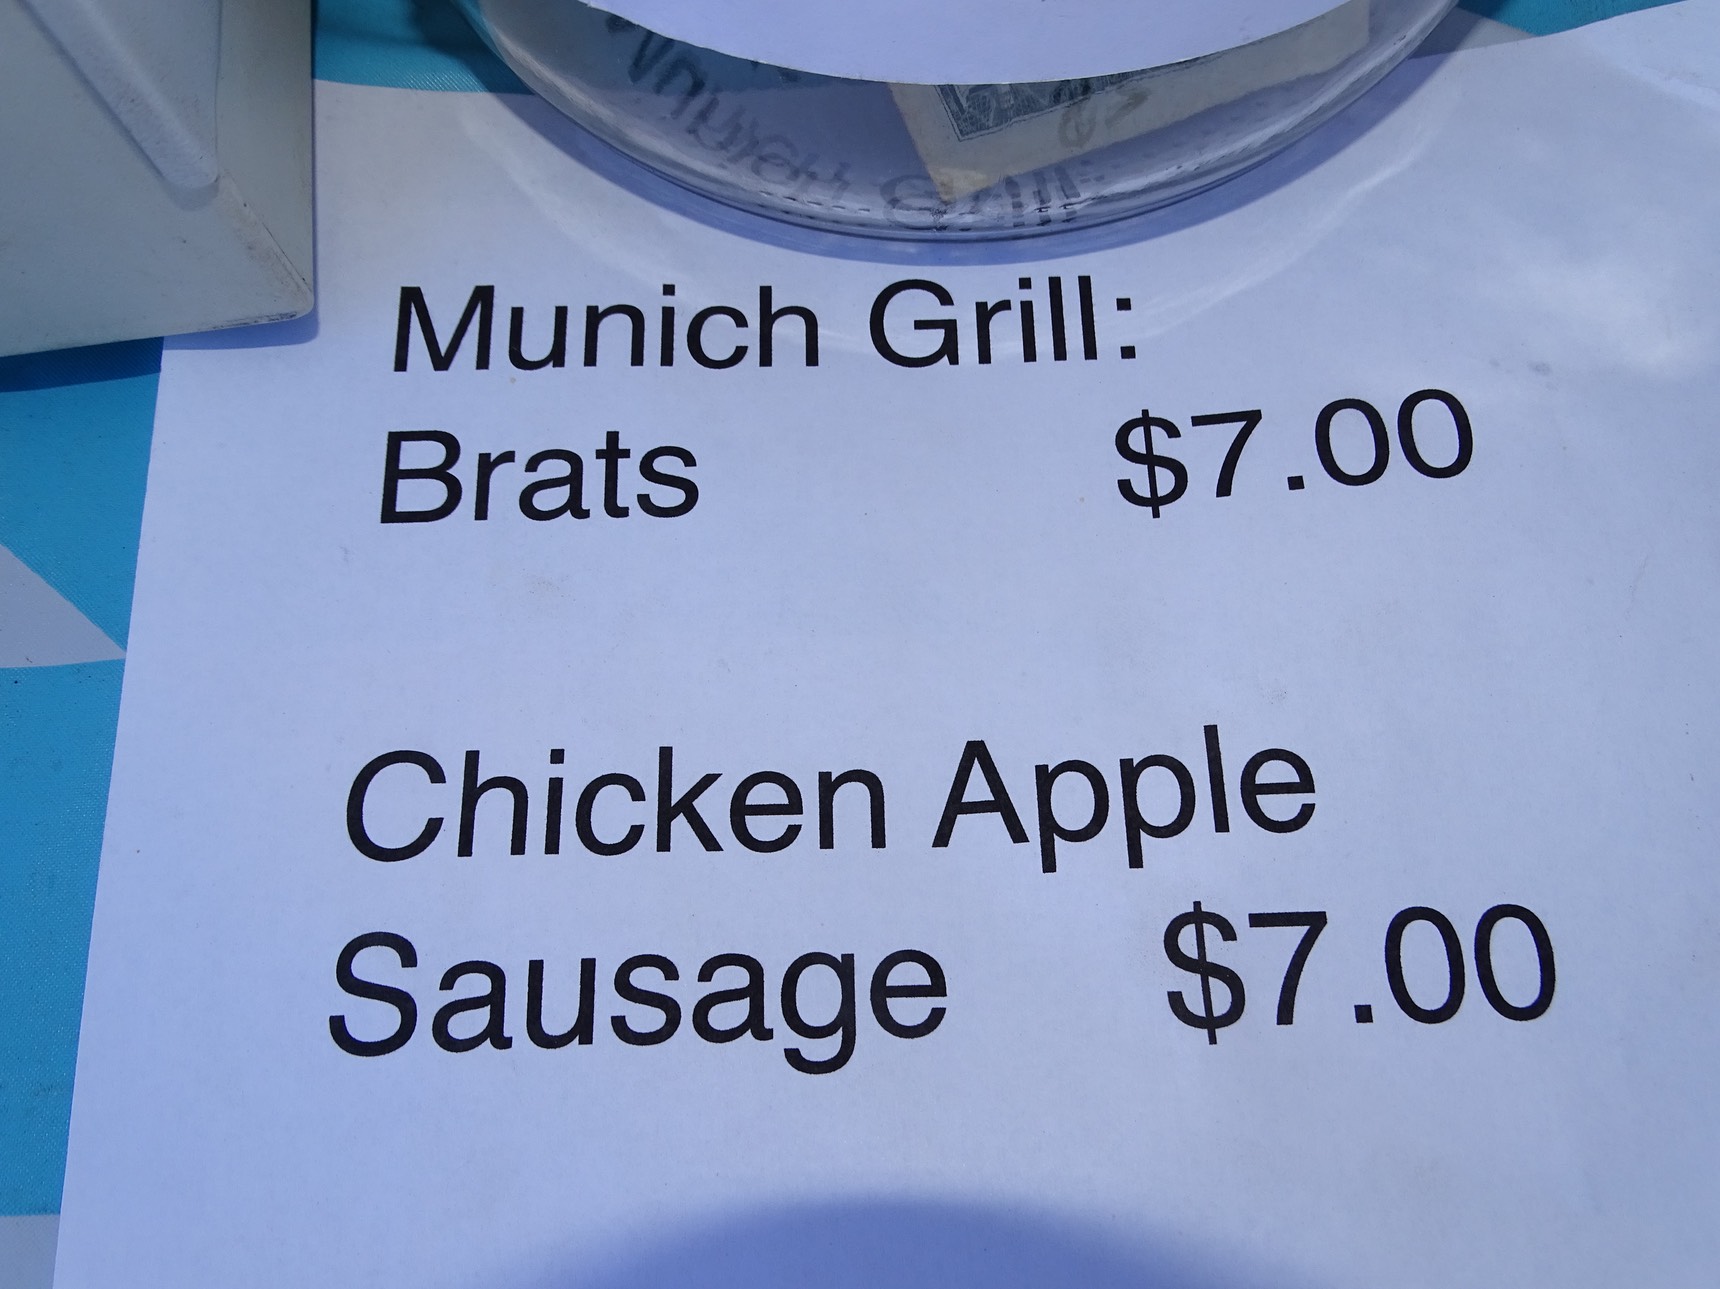 Munich Grill:
Brats $7.00
Chicken Apple
Sausage $7.00